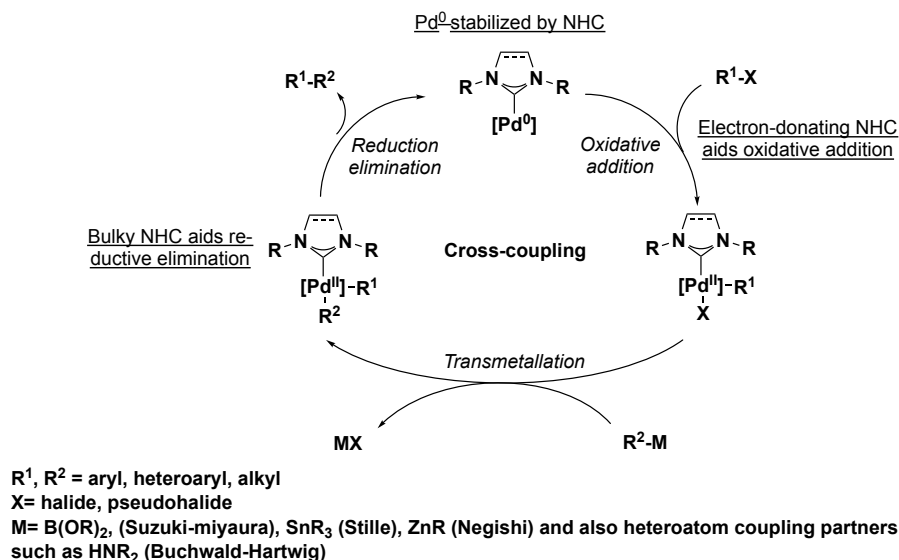 Pd⁰ stabilized by NHC
R¹-R²
R N N R
[Pd⁰]
R¹-X
Reduction
elimination
Oxidative
addition
Electron-donating NHC
aids oxidative addition
Bulky NHC aids re-
ductive elimination
R N N R
[Pdᴵᴵ]-R¹
R²
Cross-coupling
R N N R
[Pdᴵᴵ]-R¹
X
Transmetallation
MX
R²-M
R¹, R² = aryl, heteroaryl, alkyl
X= halide, pseudohalide
M= B(OR)₂, (Suzuki-miyaura), SnR₃ (Stille), ZnR (Negishi) and also heteroatom coupling partners
such as HNR₂ (Buchwald-Hartwig)